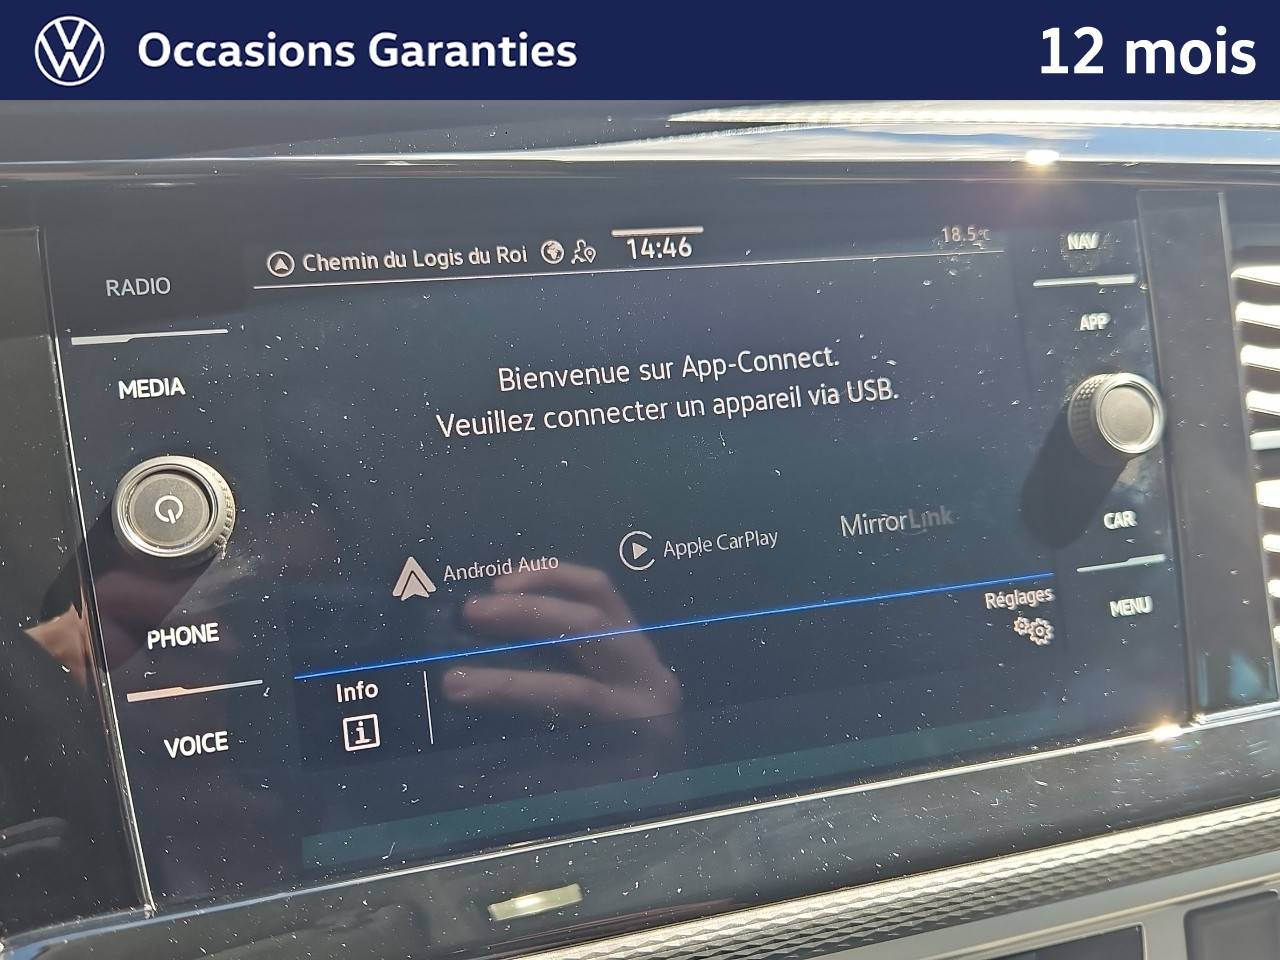 Occasions Garanties
12 mois
RADIO
MEDIA
PHONE
VOICE
Chemin du Logis du Roi
14:46
18.5°C
Bienvenue sur App-Connect.
Veuillez connecter un appareil via USB.
Android Auto
Apple CarPlay
MirrorLink
Réglages
Info
i
NAV
APP
CAR
MENU